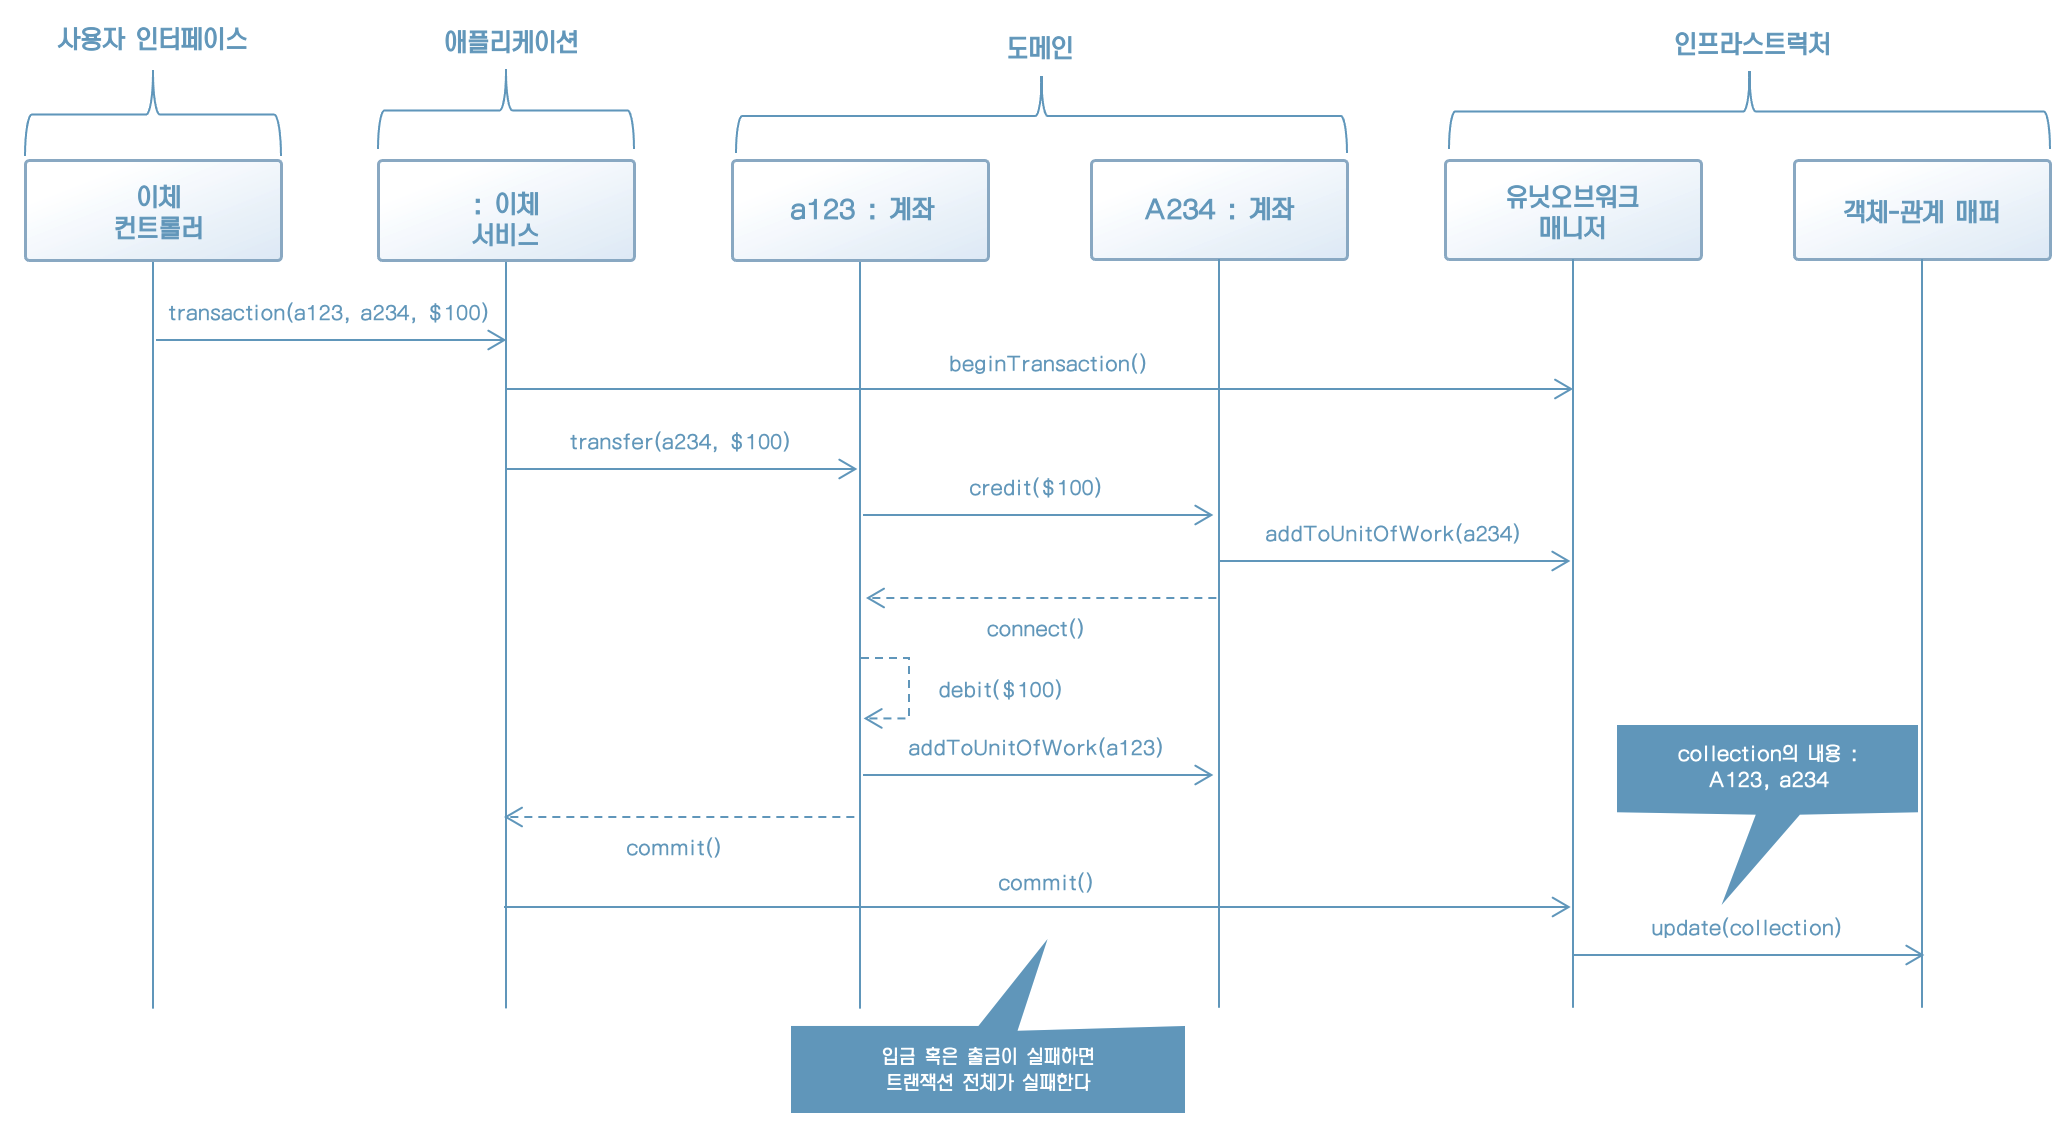 사용자 인터페이스
애플리케이션
도메인
인프라스트럭처
이체
컨트롤러
: 이체
서비스
a123 : 계좌
A234 : 계좌
유닛오브워크
매니저
객체-관계 매퍼
transaction(a123, a234, $100)
beginTransaction()
transfer(a234, $100)
credit($100)
addToUnitOfWork(a234)
connect()
debit($100)
addToUnitOfWork(a123)
collection의 내용 :
A123, a234
commit()
commit()
update(collection)
입금 혹은 출금이 실패하면
트랜잭션 전체가 실패한다